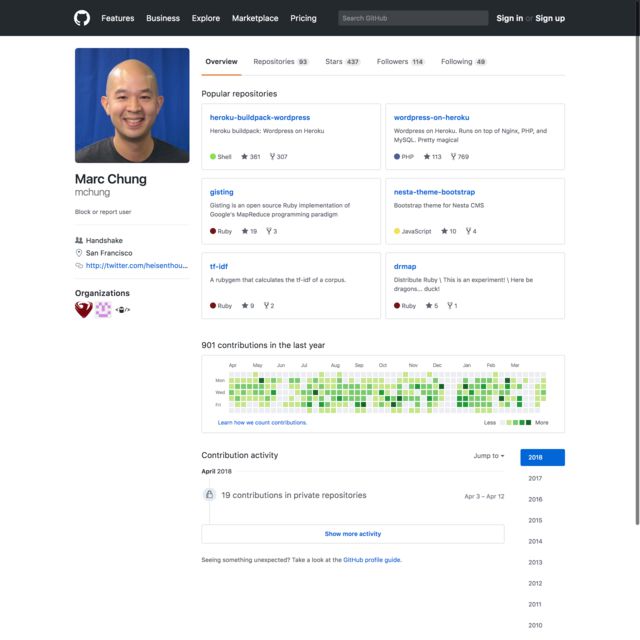 Features Business Explore Marketplace Pricing Search GitHub Sign in or Sign up
Overview Repositories 93 Stars 437 Followers 114 Following 49
Popular repositories
heroku-buildpack-wordpress
Heroku buildpack: Wordpress on Heroku
Shell 361 307
wordpress-on-heroku
Wordpress on Heroku. Runs on top of Nginx, PHP, and
MySQL. Pretty magical
PHP 113 769
gisting
Gisting is an open source Ruby implementation of
Google's MapReduce programming paradigm
Ruby 19 3
nesta-theme-bootstrap
Bootstrap theme for Nesta CMS
JavaScript 10 4
tf-idf
A rubygem that calculates the tf-idf of a corpus.
Ruby 9 2
drmap
Distribute Ruby \ This is an experiment! \ Here be
dragons... duck!
Ruby 5 1
Marc Chung
mchung
Block or report user
Handshake
San Francisco
http://twitter.com/heisenthou...
Organizations
901 contributions in the last year
Apr May Jun Jul Aug Sep Oct Nov Dec Jan Feb Mar
Mon
Wed
Fri
Learn how we count contributions. Less More
Contribution activity Jump to
April 2018
19 contributions in private repositories Apr 3 – Apr 12
Show more activity
Seeing something unexpected? Take a look at the GitHub profile guide.
2018
2017
2016
2015
2014
2013
2012
2011
2010